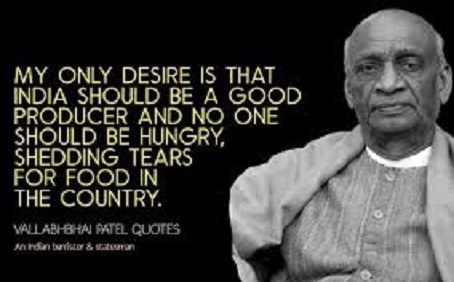 MY ONLY DESIRE IS THAT
INDIA SHOULD BE A GOOD
PRODUCER AND NO ONE
SHOULD BE HUNGRY,
SHEDDING TEARS
FOR FOOD IN
THE COUNTRY.
VALLABHBHAI PATEL QUOTES
An Indian barrister & statesman